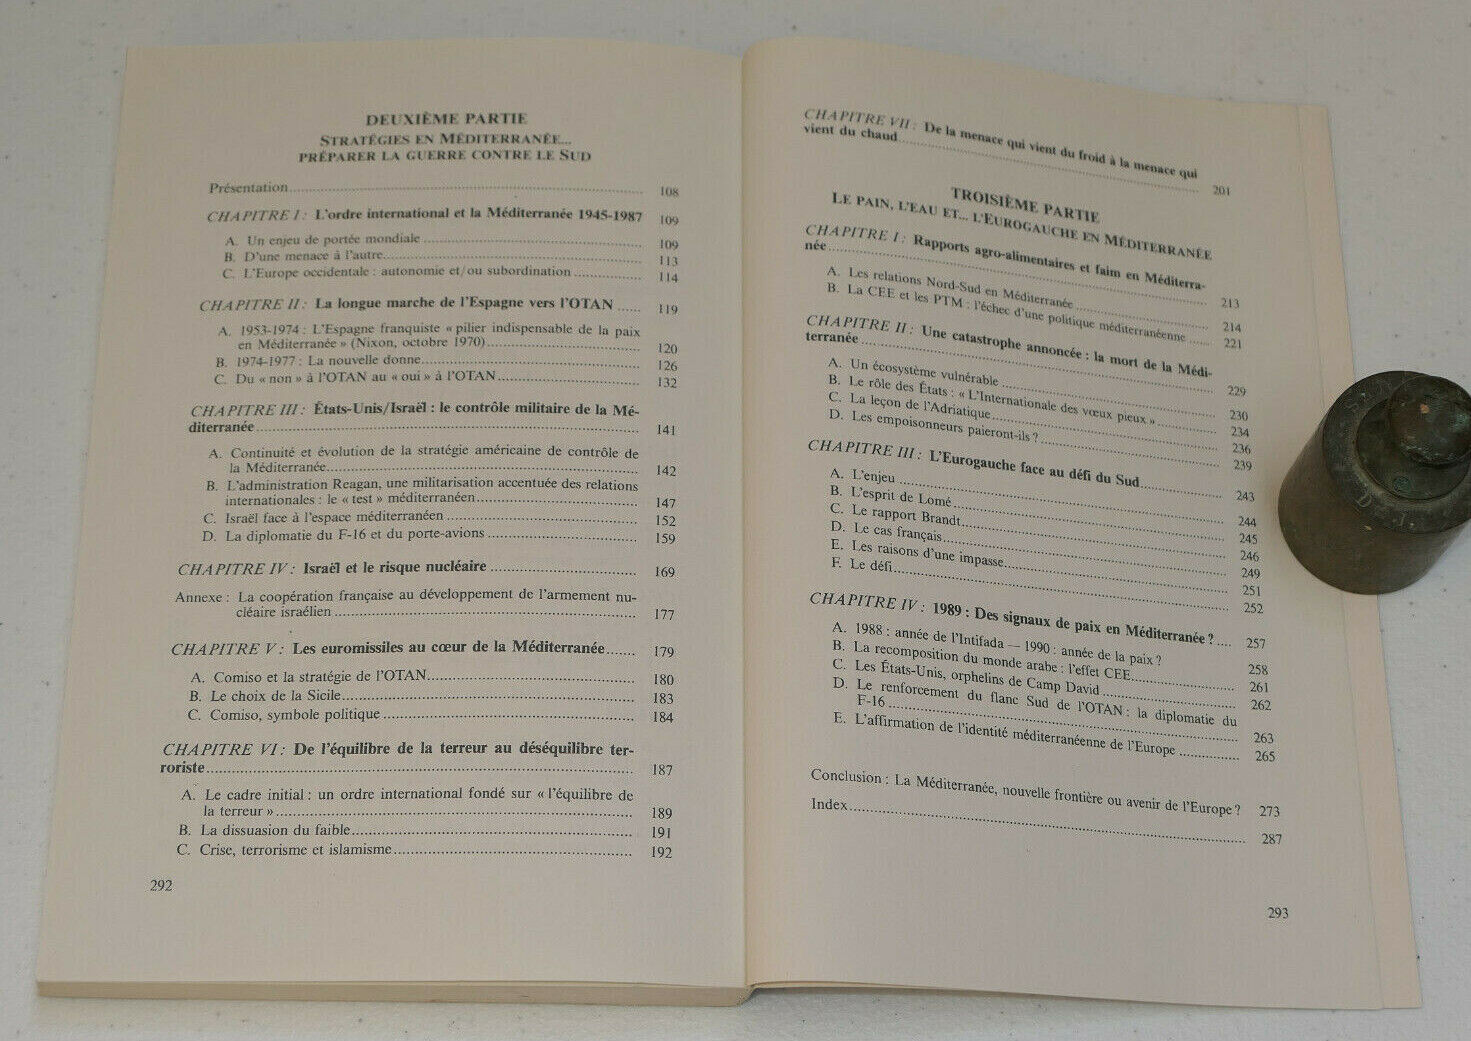 DEUXIÈME PARTIE
STRATÉGIES EN MÉDITERRANÉE...
PRÉPARER LA GUERRE CONTRE LE SUD
Présentation 108
CHAPITRE I : L'ordre international et la Méditerranée 1945-1987 109
A. Un enjeu de portée mondiale 109
B. D'une menace à l'autre 113
C. L'Europe occidentale : autonomie et/ou subordination 114
CHAPITRE II : La longue marche de l'Espagne vers l'OTAN 119
A. 1953-1974 : L'Espagne franquiste « pilier indispensable de la paix
en Méditerranée » (Nixon, octobre 1970) 120
B. 1974-1977 : La nouvelle donne 126
C. Du « non » à l'OTAN au « oui » à l'OTAN 132
CHAPITRE III : États-Unis/Israël : le contrôle militaire de la Mé-
diterranée 141
A. Continuité et évolution de la stratégie américaine de contrôle de
la Méditerranée 142
B. L'administration Reagan, une militarisation accentuée des relations
internationales : le « test » méditerranéen 147
C. Israël face à l'espace méditerranéen 152
D. La diplomatie du F-16 et du porte-avions 159
CHAPITRE IV : Israël et le risque nucléaire 169
Annexe : La coopération française au développement de l'armement nu-
cléaire israélien 177
CHAPITRE V : Les euromissiles au cœur de la Méditerranée 179
A. Comiso et la stratégie de l'OTAN 180
B. Le choix de la Sicile 183
C. Comiso, symbole politique 184
CHAPITRE VI : De l'équilibre de la terreur au déséquilibre ter-
roriste 187
A. Le cadre initial : un ordre international fondé sur « l'équilibre de
la terreur » 189
B. La dissuasion du faible 191
C. Crise, terrorisme et islamisme 192
292
CHAPITRE VII : De la menace qui vient du froid à la menace qui
vient du chaud 201
TROISIÈME PARTIE
LE PAIN, L'EAU ET... L'EUROGAUCHE EN MÉDITERRANÉE
CHAPITRE I : Rapports agro-alimentaires et faim en Méditerra-
née 213
A. Les relations Nord-Sud en Méditerranée 214
B. La CEE et les PTM : l'échec d'une politique méditerranéenne 221
CHAPITRE II : Une catastrophe annoncée : la mort de la Médi-
terranée 229
A. Un écosystème vulnérable 230
B. Le rôle des États : « L'Internationale des vœux pieux » 234
C. La leçon de l'Adriatique 236
D. Les empoisonneurs paieront-ils ? 239
CHAPITRE III : L'Eurogauche face au défi du Sud 243
A. L'enjeu 244
B. L'esprit de Lomé 245
C. Le rapport Brandt 246
D. Le cas français 249
E. Les raisons d'une impasse 251
F. Le défi 252
CHAPITRE IV : 1989 : Des signaux de paix en Méditerranée ? 257
A. 1988 : année de l'Intifada — 1990 : année de la paix ? 258
B. La recomposition du monde arabe : l'effet CEE 261
C. Les États-Unis, orphelins de Camp David 262
D. Le renforcement du flanc Sud de l'OTAN : la diplomatie du
F-16 263
E. L'affirmation de l'identité méditerranéenne de l'Europe 265
Conclusion : La Méditerranée, nouvelle frontière ou avenir de l'Europe ? 273
Index 287
293